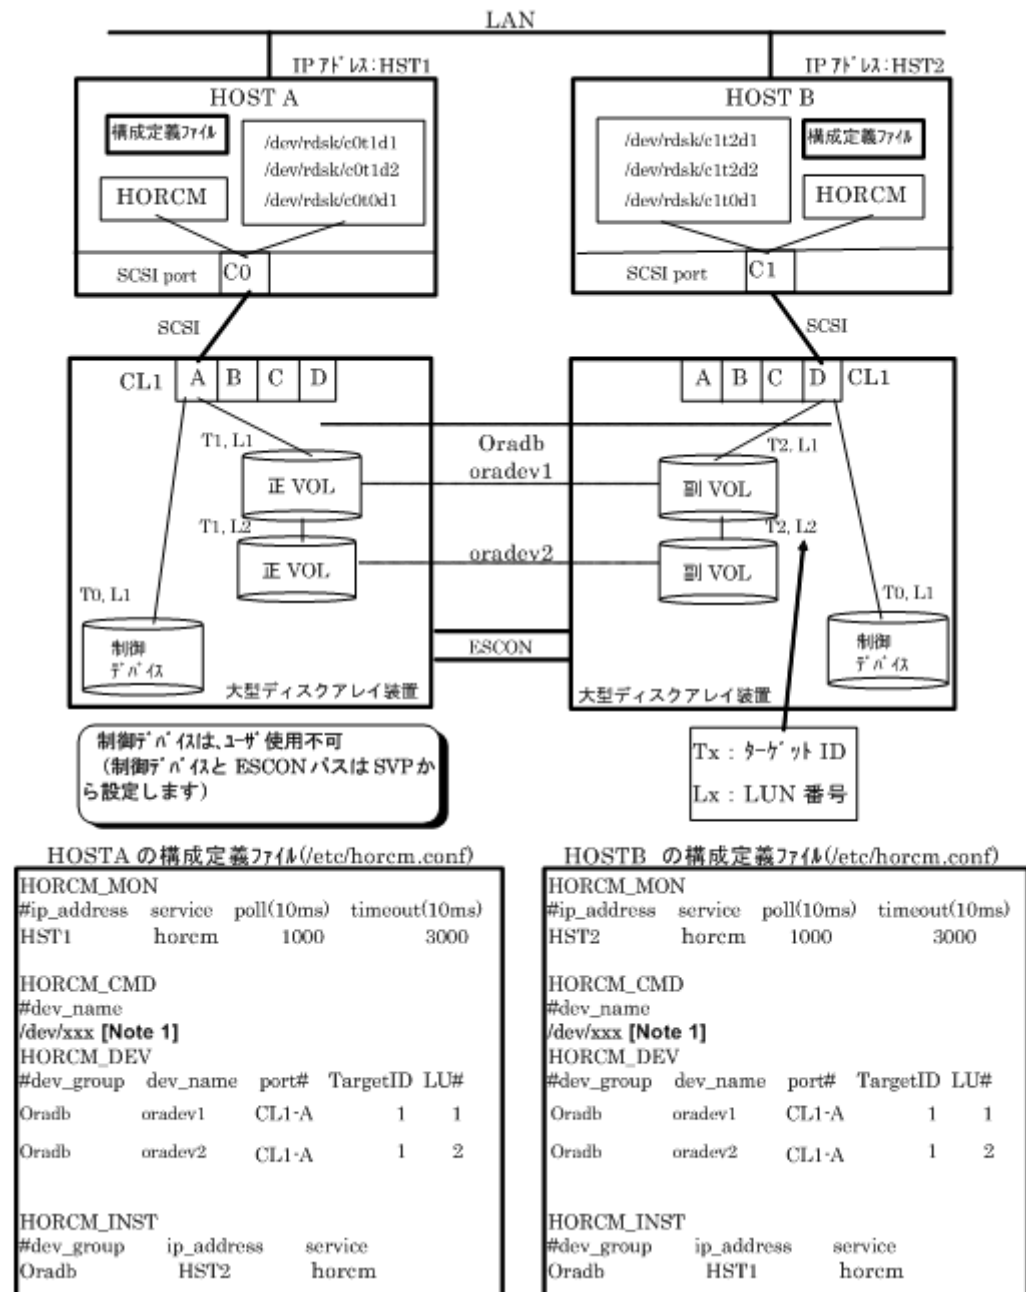 LAN
IP ｱﾄﾞﾚｽ:HST1
IP ｱﾄﾞﾚｽ:HST2
HOST A
構成定義ﾌｧｲﾙ
/dev/rdsk/c0t1d1
/dev/rdsk/c0t1d2
/dev/rdsk/c0t0d1
HORCM
SCSI port
C0
HOST B
/dev/rdsk/c1t2d1
/dev/rdsk/c1t2d2
/dev/rdsk/c1t0d1
構成定義ﾌｧｲﾙ
HORCM
SCSI port
C1
SCSI
SCSI
CL1 A B C D
A B C D CL1
T1, L1
Oradb
T2, L1
oradev1
正 VOL
副 VOL
T1, L2
T2, L2
oradev2
正 VOL
副 VOL
T0, L1
T0, L1
制御
ﾃﾞﾊﾞｲｽ
制御
ﾃﾞﾊﾞｲｽ
ESCON
大型ディスクアレイ装置
大型ディスクアレイ装置
制御ﾃﾞﾊﾞｲｽは、ﾕｰｻﾞ使用不可
（制御ﾃﾞﾊﾞｲｽと ESCON パスは SVP か
ら設定します）
Tx : ﾀｰｹﾞｯﾄ ID
Lx : LUN 番号
HOSTA の構成定義ﾌｧｲﾙ(/etc/horcm.conf)
HORCM_MON
#ip_address service poll(10ms) timeout(10ms)
HST1 horcm 1000 3000
HORCM_CMD
#dev_name
/dev/xxx [Note 1]
HORCM_DEV
#dev_group dev_name port# TargetID LU#
Oradb oradev1 CL1-A 1 1
Oradb oradev2 CL1-A 1 2
HORCM_INST
#dev_group ip_address service
Oradb HST2 horcm
HOSTB の構成定義ﾌｧｲﾙ(/etc/horcm.conf)
HORCM_MON
#ip_address service poll(10ms) timeout(10ms)
HST2 horcm 1000 3000
HORCM_CMD
#dev_name
/dev/xxx [Note 1]
HORCM_DEV
#dev_group dev_name port# TargetID LU#
Oradb oradev1 CL1-A 1 1
Oradb oradev2 CL1-A 1 2
HORCM_INST
#dev_group ip_address service
Oradb HST1 horcm